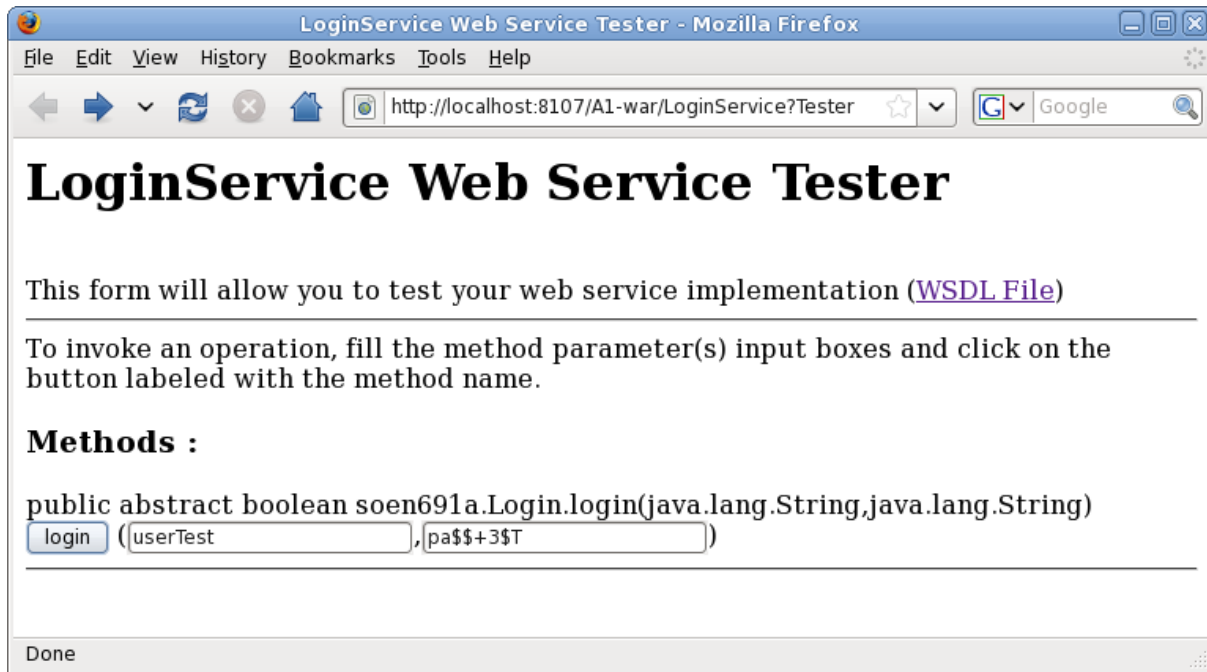 LoginService Web Service Tester - Mozilla Firefox
File Edit View History Bookmarks Tools Help
http://localhost:8107/A1-war/LoginService?Tester G Google
LoginService Web Service Tester
This form will allow you to test your web service implementation (WSDL File)
To invoke an operation, fill the method parameter(s) input boxes and click on the
button labeled with the method name.
Methods :
public abstract boolean soen691a.Login.login(java.lang.String,java.lang.String)
login (userTest,pa$$+3$T)
Done